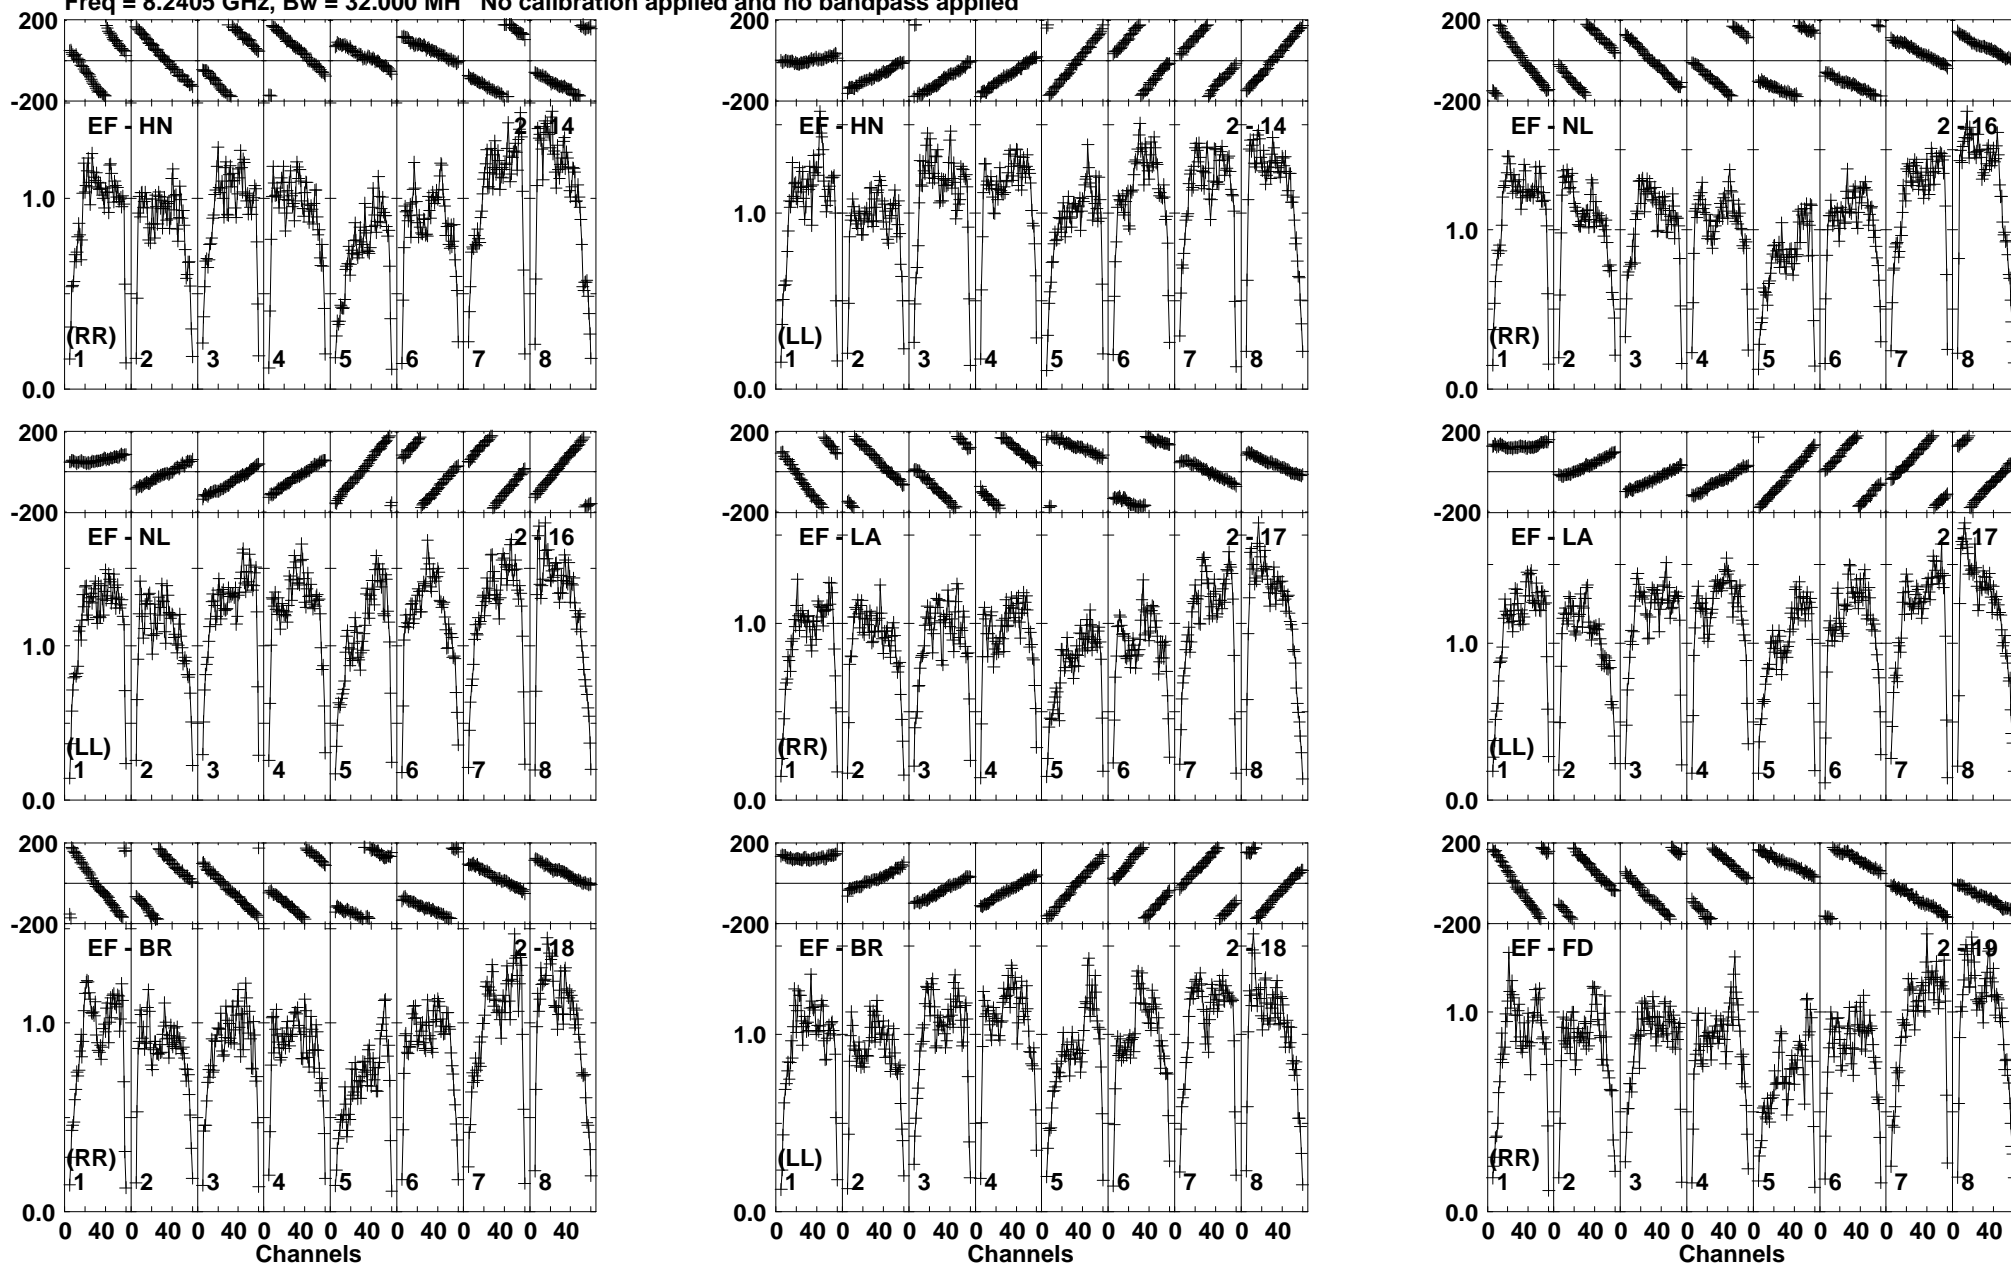 Freq = 8.2405 GHz, Bw = 32.000 MH No calibration applied and no bandpass applied
200 200 200
-200 -200 -200
EF - HN 2 - 14 EF - HN 2 - 14 EF - NL 2 - 16
1.0 1.0 1.0
(RR) (LL) (RR)
1 2 3 4 5 6 7 8 1 2 3 4 5 6 7 8 1 2 3 4 5 6 7 8
0.0 0.0 0.0
200 200 200
-200 -200 -200
EF - NL 2 - 16 EF - LA 2 - 17 EF - LA 2 - 17
1.0 1.0 1.0
(LL) (RR) (LL)
1 2 3 4 5 6 7 8 1 2 3 4 5 6 7 8 1 2 3 4 5 6 7 8
0.0 0.0 0.0
200 200 200
-200 -200 -200
EF - BR 2 - 18 EF - BR 2 - 18 EF - FD 2 - 19
1.0 1.0 1.0
(RR) (LL) (RR)
1 2 3 4 5 6 7 8 1 2 3 4 5 6 7 8 1 2 3 4 5 6 7 8
0.0 0.0 0.0
0 40 0 40 0 40 0 40 0 40 0 40 0 40 0 40 0 40 0 40 0 40 0 40 0 40 0 40 0 40 0 40 0 40 0 40 0 40 0 40 0 40 0 40 0 40 0 40
Channels Channels Channels